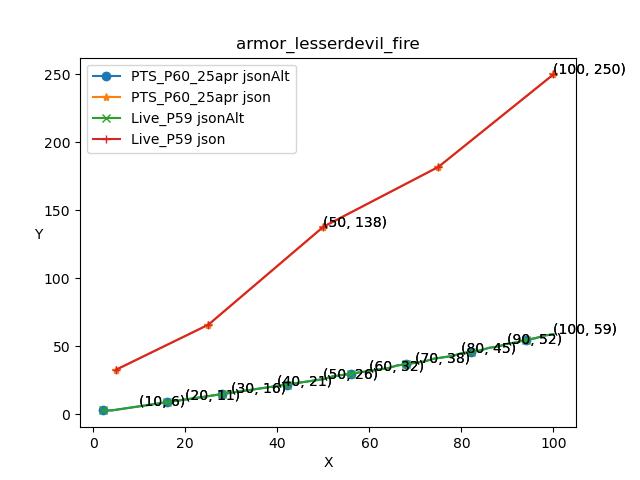 armor_lesserdevil_fire
PTS_P60_25apr jsonAlt
PTS_P60_25apr json
Live_P59 jsonAlt
Live_P59 json
Y
250
200
150
100
50
0
(100, 250)
(50, 138)
(100, 59)
(90, 52)
(80, 45)
(70, 38)
(60, 32)
(50, 26)
(40, 21)
(30, 16)
(20, 11)
(10, 6)
0 20 40 60 80 100
X